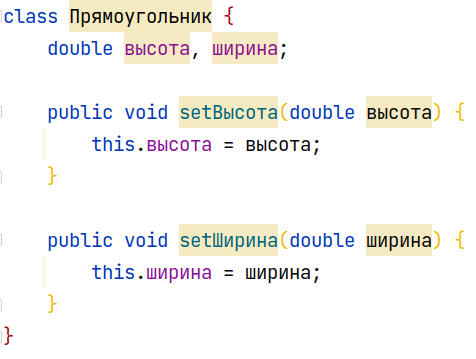 class Прямоугольник {
    double высота, ширина;

    public void setВысота(double высота) {
        this.высота = высота;
    }

    public void setШирина(double ширина) {
        this.ширина = ширина;
    }
}